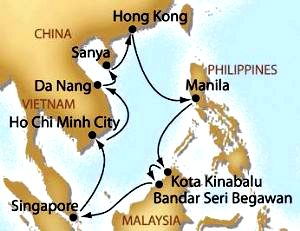 Hong Kong
CHINA
Sanya
PHILIPPINES
Da Nang
Manila
VIETNAM
Ho Chi Minh City
Kota Kinabalu
Bandar Seri Begawan
Singapore
MALAYSIA